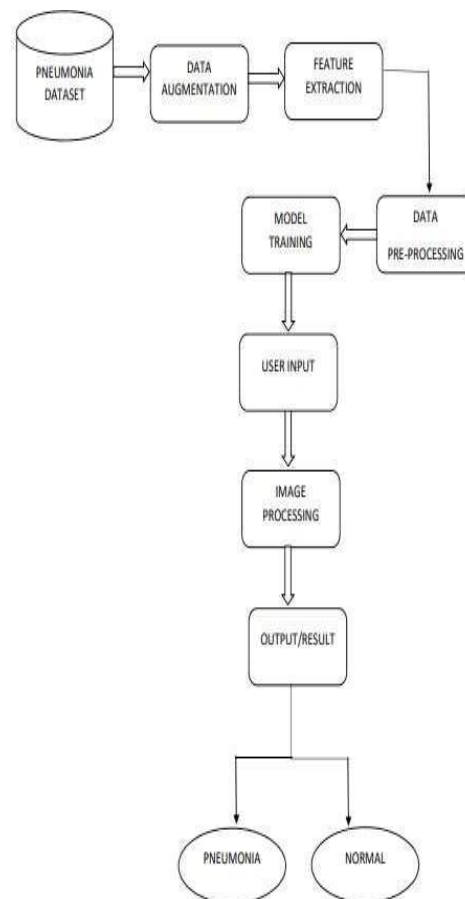 PNEUMONIA
DATASET
DATA
AUGMENTATION
FEATURE
EXTRACTION
DATA
PRE-PROCESSING
MODEL
TRAINING
USER INPUT
IMAGE
PROCESSING
OUTPUT/RESULT
PNEUMONIA
NORMAL